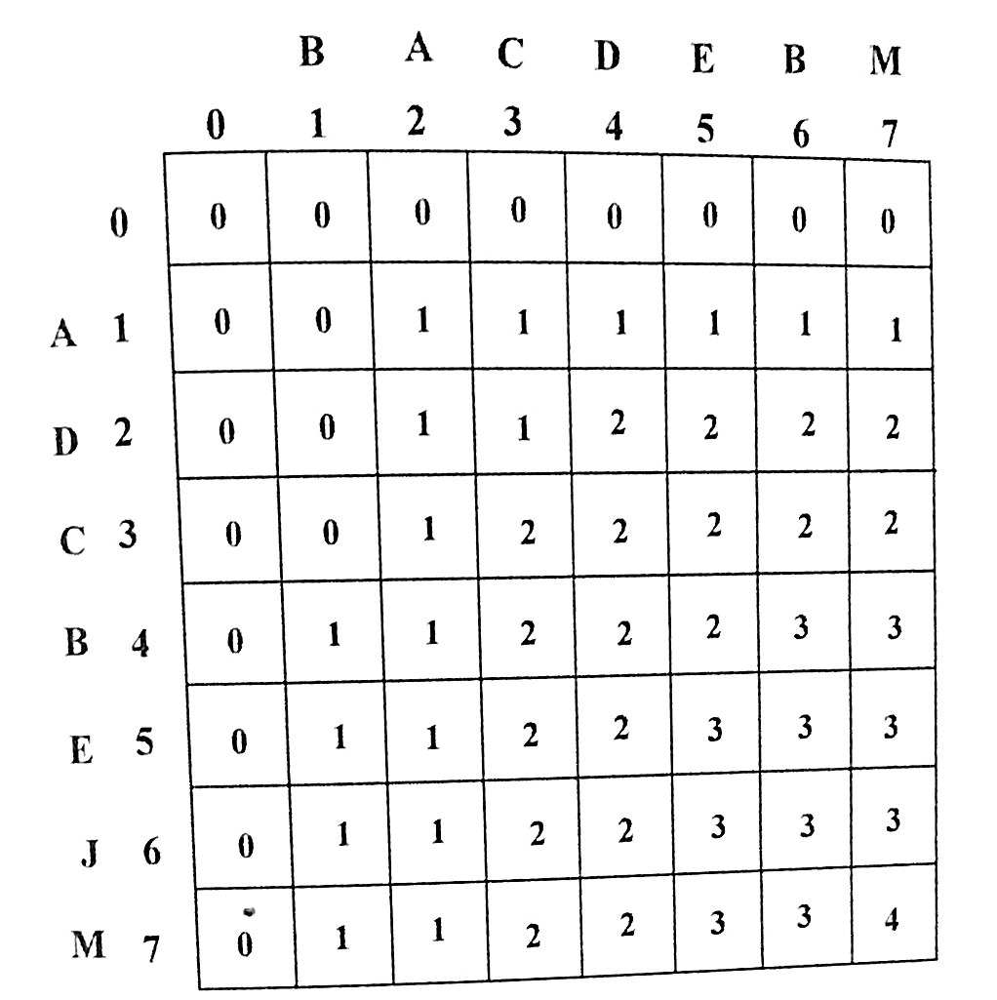 B A C D E B M
0 1 2 3 4 5 6 7
0 0 0 0 0 0 0 0 0
A 1 0 0 1 1 1 1 1 1
D 2 0 0 1 1 2 2 2 2
C 3 0 0 1 2 2 2 2 2
B 4 0 1 1 2 2 2 3 3
E 5 0 1 1 2 2 3 3 3
J 6 0 1 1 2 2 3 3 3
M 7 0 1 1 2 2 3 3 4